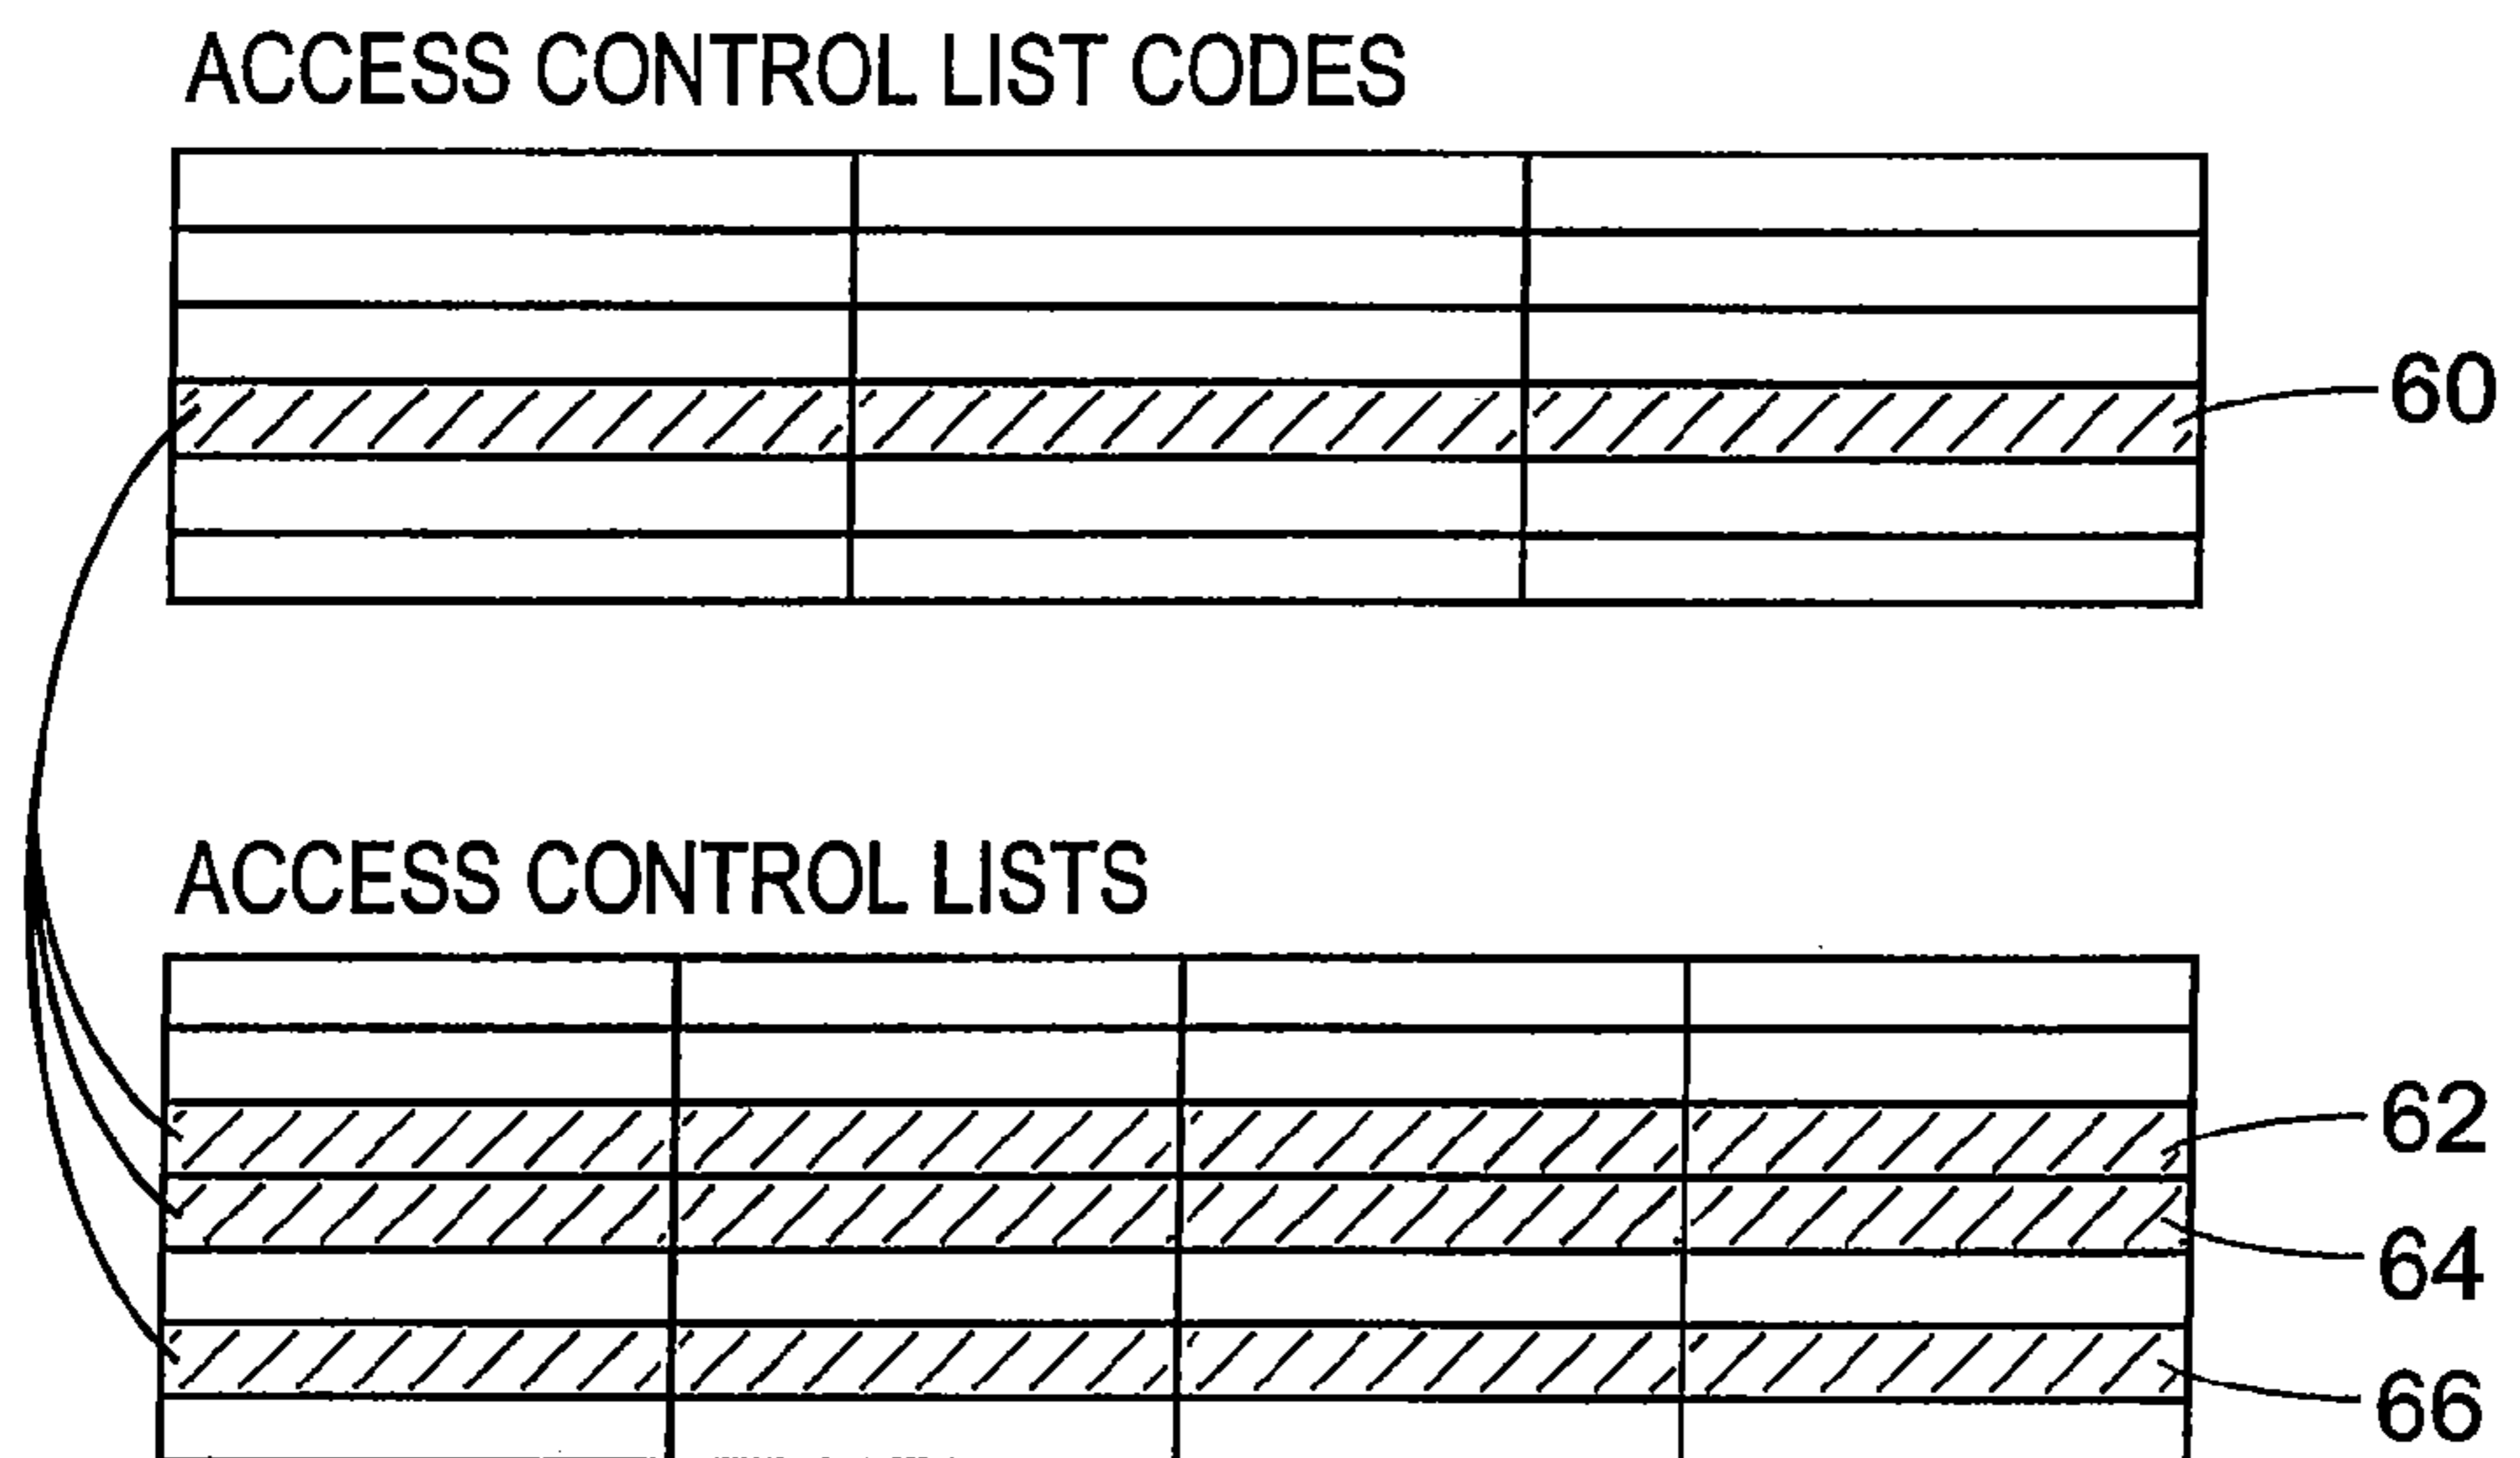 ACCESS CONTROL LIST CODES
60
ACCESS CONTROL LISTS
62
64
66